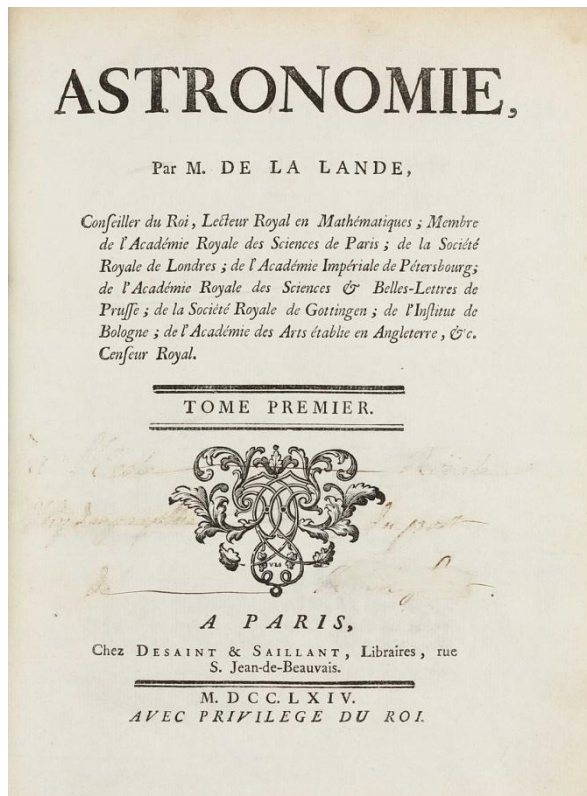 ASTRONOMIE,
Par M. DE LA LANDE,
Conseiller du Roi, Lecteur Royal en Mathématiques ; Membre
de l'Académie Royale des Sciences de Paris ; de la Société
Royale de Londres ; de l'Académie Impériale de Pétersbourg;
de l'Académie Royale des Sciences & Belles-Lettres de
Prusse ; de la Société Royale de Gottingen ; de l'Institut de
Bologne ; de l'Académie des Arts établie en Angleterre, &c.
Censeur Royal.
TOME PREMIER.
VLS
A PARIS,
Chez DESAINT & SAILLANT, Libraires, rue
S. Jean-de-Beauvais.
M. DCC. LXIV.
AVEC PRIVILEGE DU ROI.